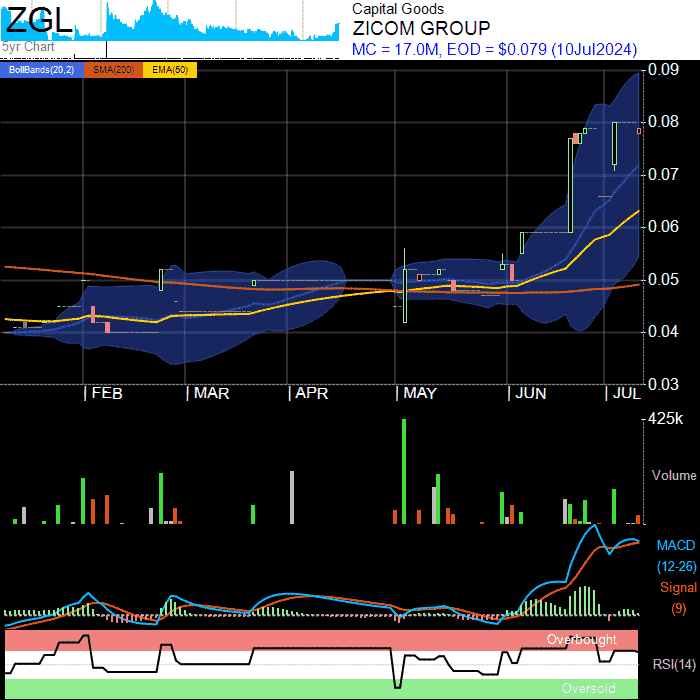 ZGL
5yr Chart
Capital Goods
ZICOM GROUP
MC = 17.0M, EOD = $0.079 (10Jul2024)
BollBands(20,2) SMA(200) EMA(50)
0.09
0.08
0.07
0.06
0.05
0.04
0.03
FEB MAR APR MAY JUN JUL
425k
Volume
MACD
(12-26)
Signal
(9)
Overbought
RSI(14)
Oversold